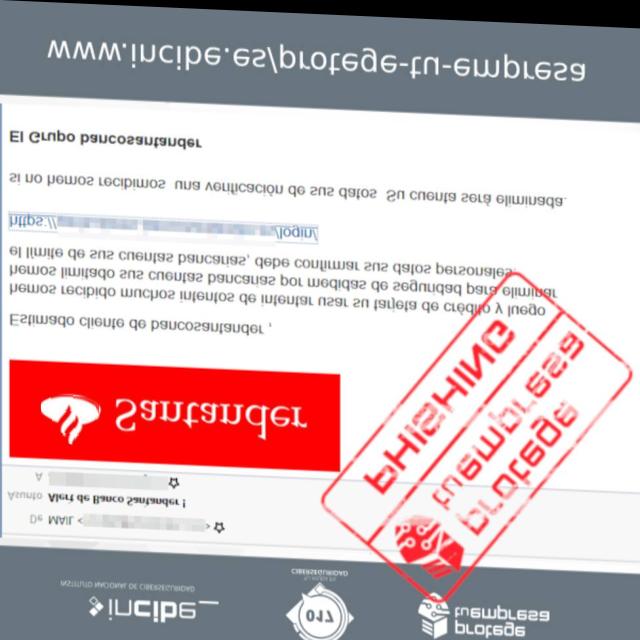 incibe_
INSTITUTO NACIONAL DE CIBERSEGURIDAD
017
TU AYUDA EN
CIBERSEGURIDAD
protege
tuempresa
De MAIL < >
Asunto Alert de Banco Santander !
A
Santander
protege
tuempresa
PHISHING
Estimado cliente de bancosantander ,
hemos recibido muchos intentos de intentar usar su tarjeta de crédito y luego
hemos limitado sus cuentas bancarias por medidas de seguridad para eliminar
el límite de sus cuentas bancarias, debe confirmar sus datos personales.
https:// /login/
si no hemos recibimos una verificación de sus datos Su cuenta será eliminada.
El Grupo bancosantander
www.incibe.es/protege-tu-empresa